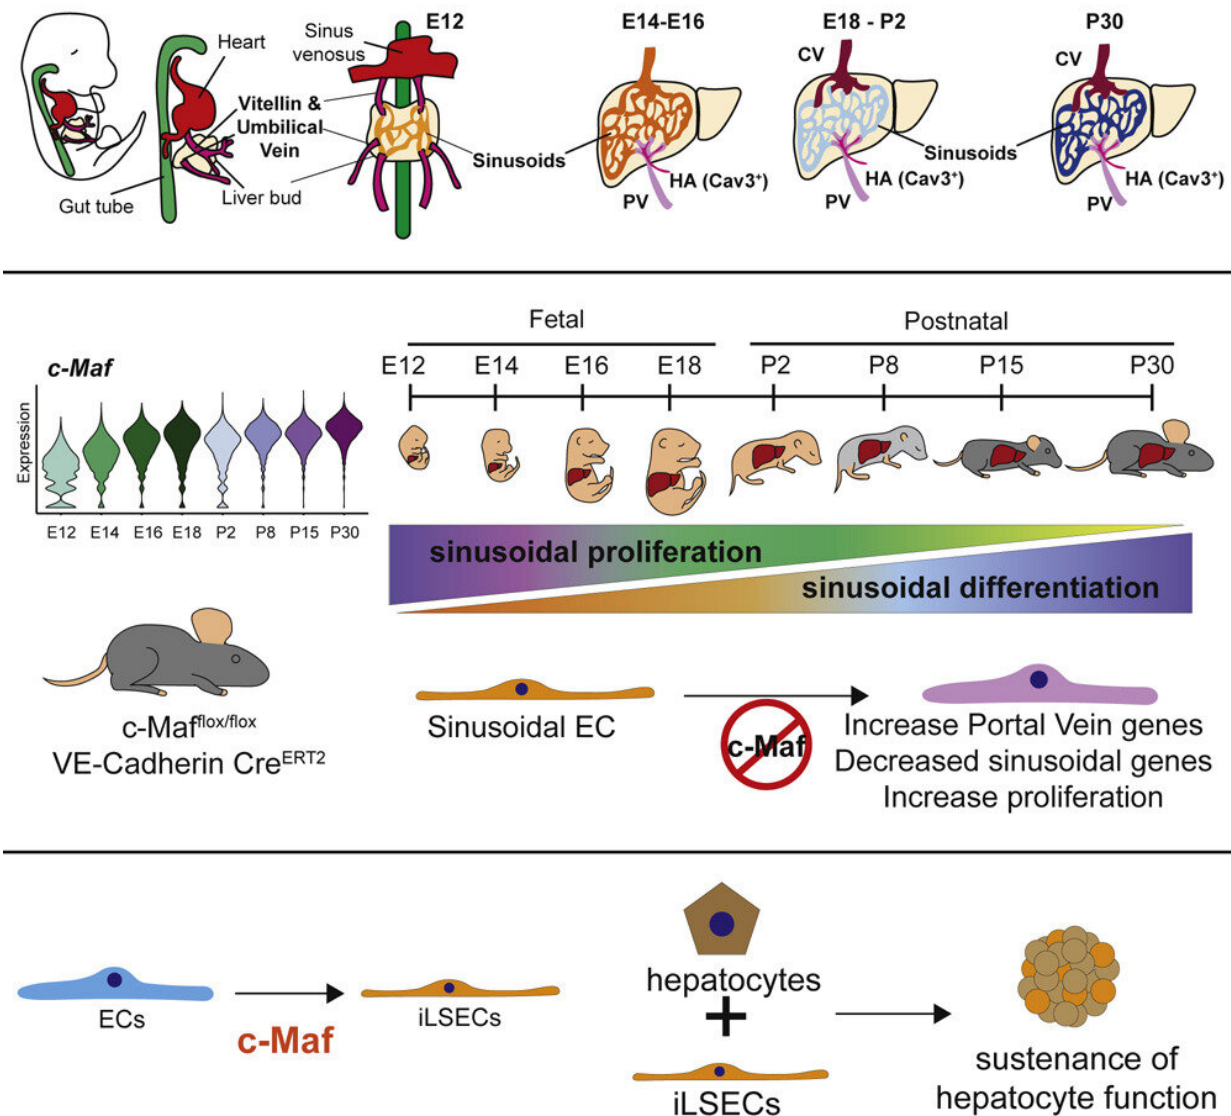 E12
E14-E16
E18 - P2
P30
Heart
Sinus
venosus
CV
CV
Vitellin &
Umbilical
Vein
Sinusoids
Sinusoids
Gut tube
Liver bud
HA (Cav3⁺)
PV
HA (Cav3⁺)
PV
HA (Cav3⁺)
PV
Fetal
Postnatal
E12 E14 E16 E18 P2 P8 P15 P30
c-Maf
Expression
E12 E14 E16 E18 P2 P8 P15 P30
sinusoidal proliferation
sinusoidal differentiation
c-Maf^flox/flox
VE-Cadherin Cre^ERT2
Sinusoidal EC
c-Maf
Increase Portal Vein genes
Decreased sinusoidal genes
Increase proliferation
ECs
c-Maf
iLSECs
hepatocytes
+
iLSECs
sustenance of
hepatocyte function